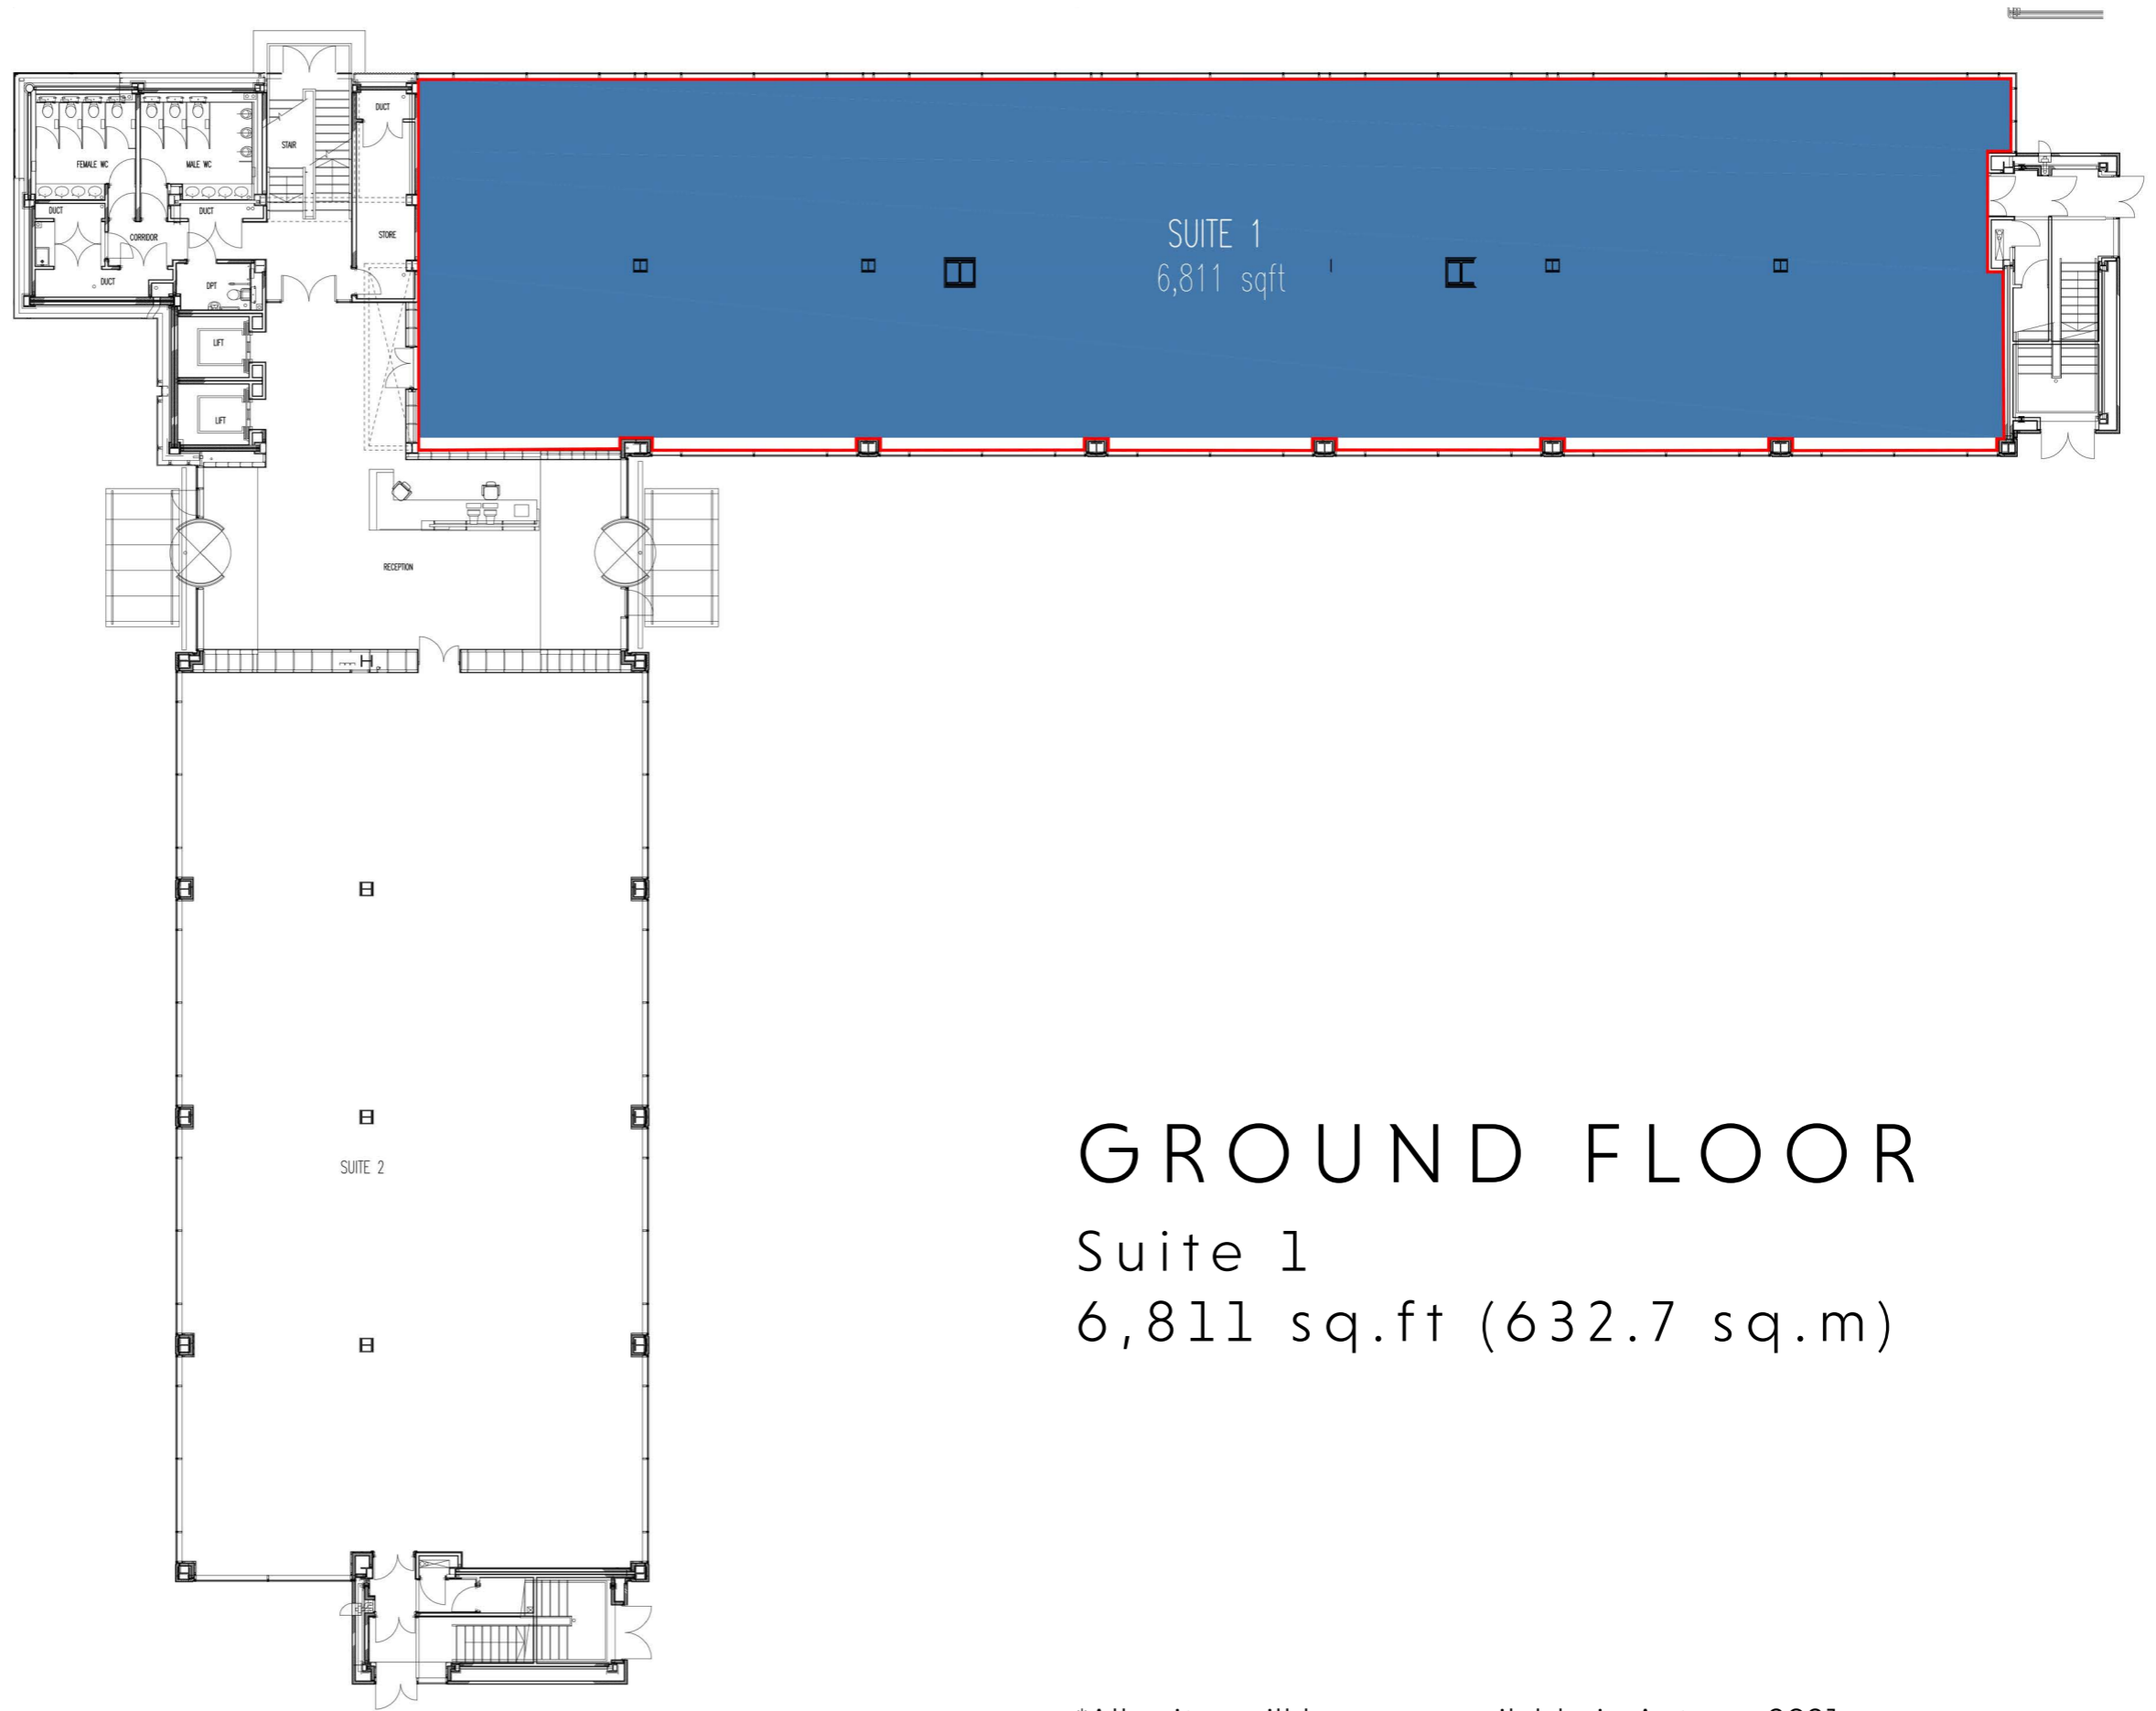 DUCT
STAIR
FEMALE WC
MALE WC
DUCT
DUCT
CORRIDOR
STORE
DUCT
DPT
LIFT
LIFT
SUITE 1
6,811 sqft
RECEPTION
SUITE 2
GROUND FLOOR
Suite 1
6,811 sq.ft (632.7 sq.m)